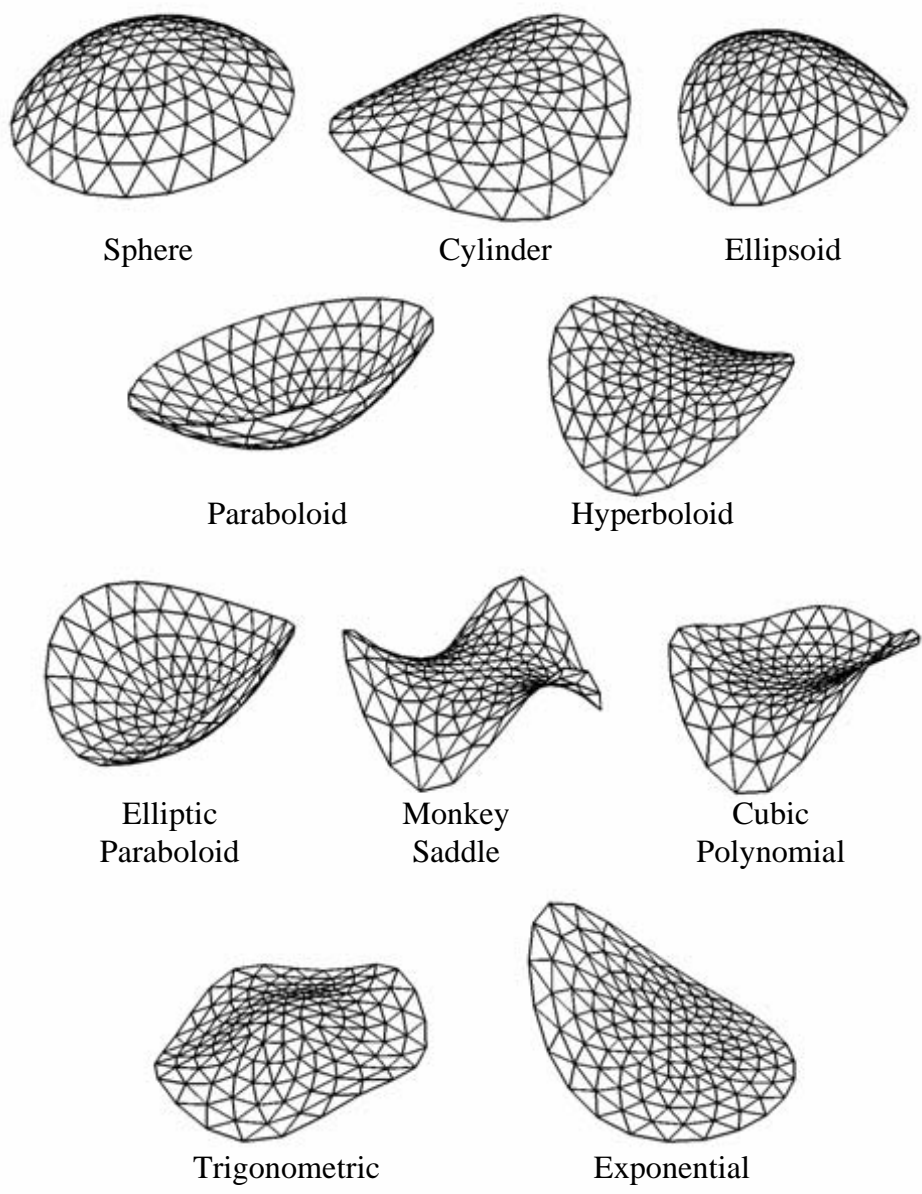 Sphere
Cylinder
Ellipsoid
Paraboloid
Hyperboloid
Elliptic
Paraboloid
Monkey
Saddle
Cubic
Polynomial
Trigonometric
Exponential